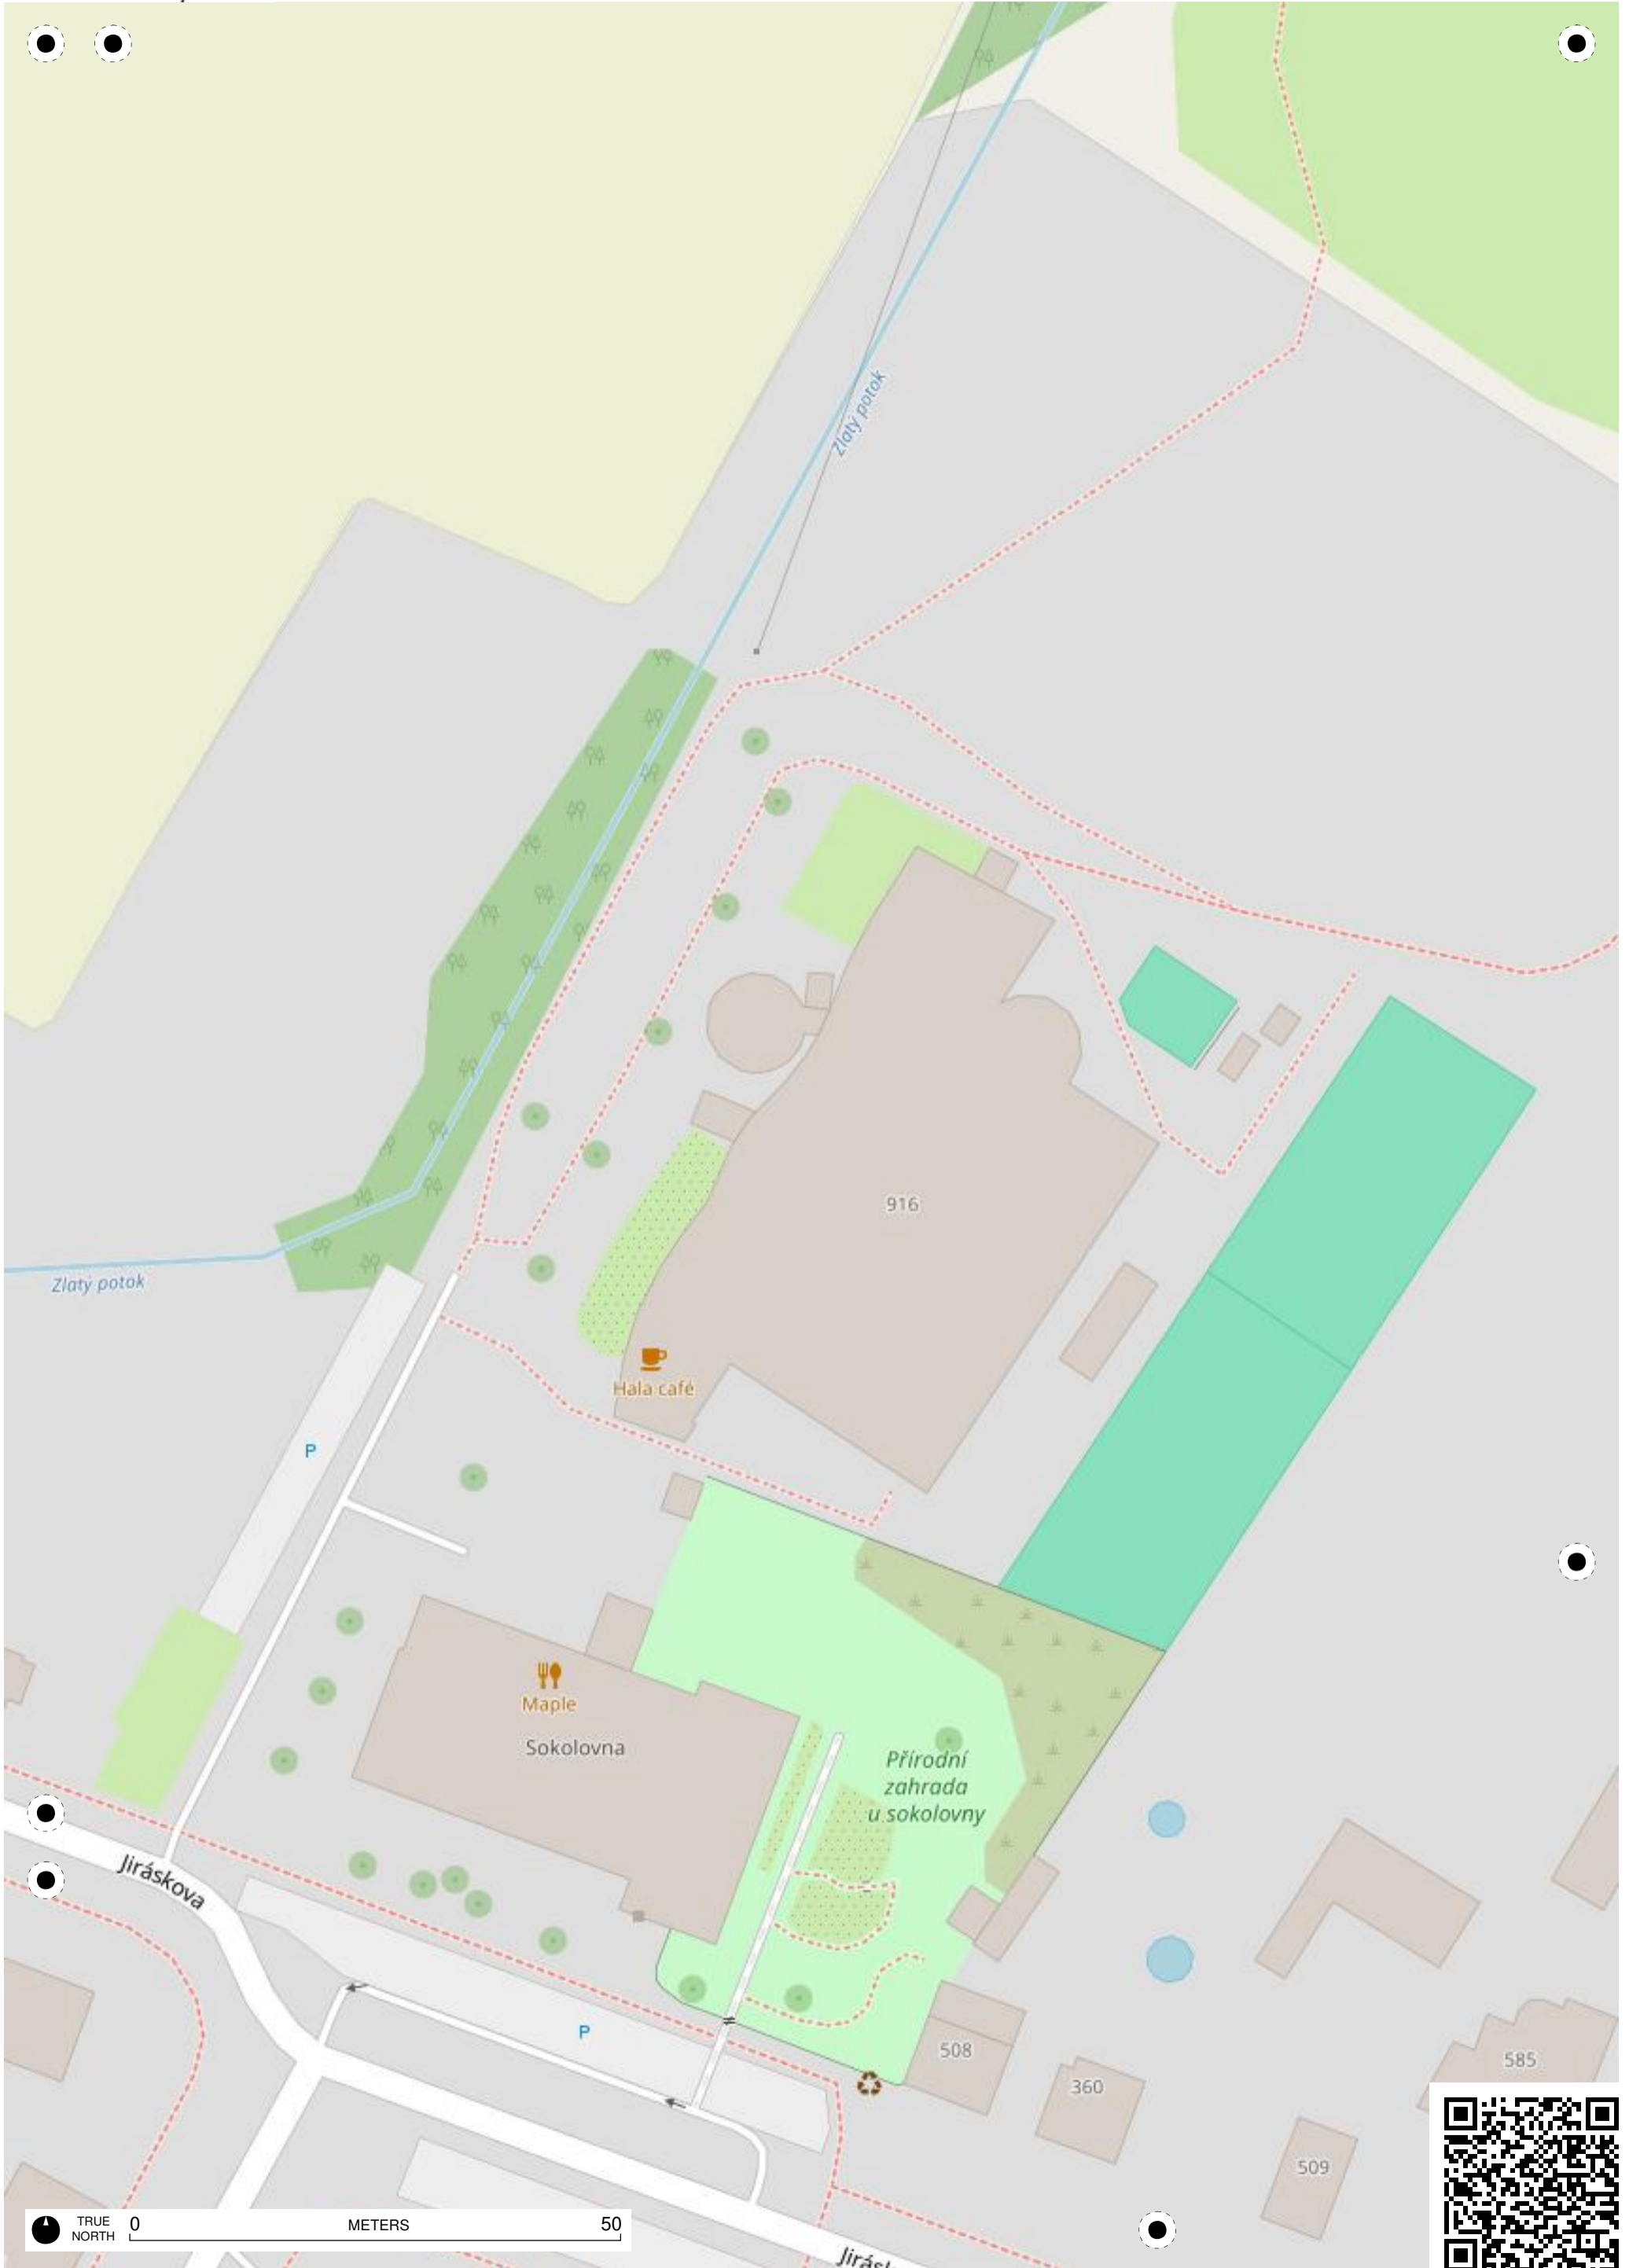 Zlatý potok
916
Zlatý potok
Hala café
P
Maple
Sokolovna
Přírodní
zahrada
u sokolovny
Jiráskova
P
508
360
585
509
TRUE
NORTH
0
METERS
50